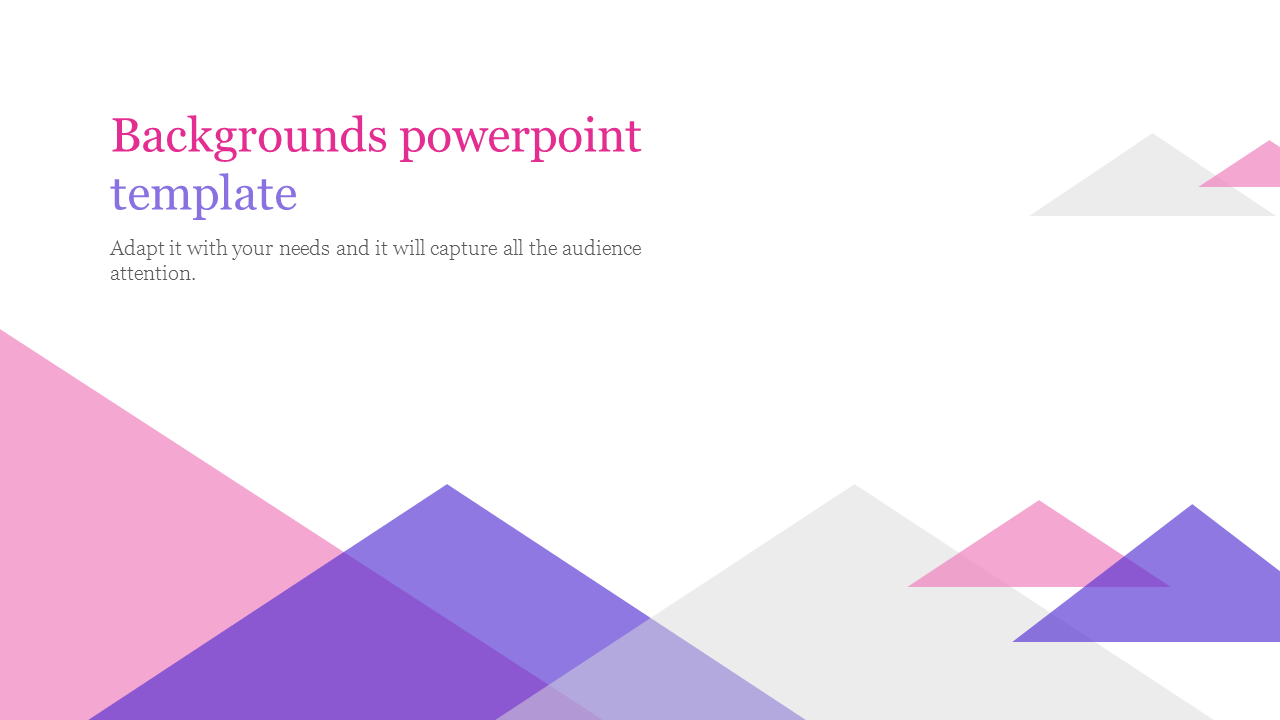 Backgrounds powerpoint
template
Adapt it with your needs and it will capture all the audience
attention.